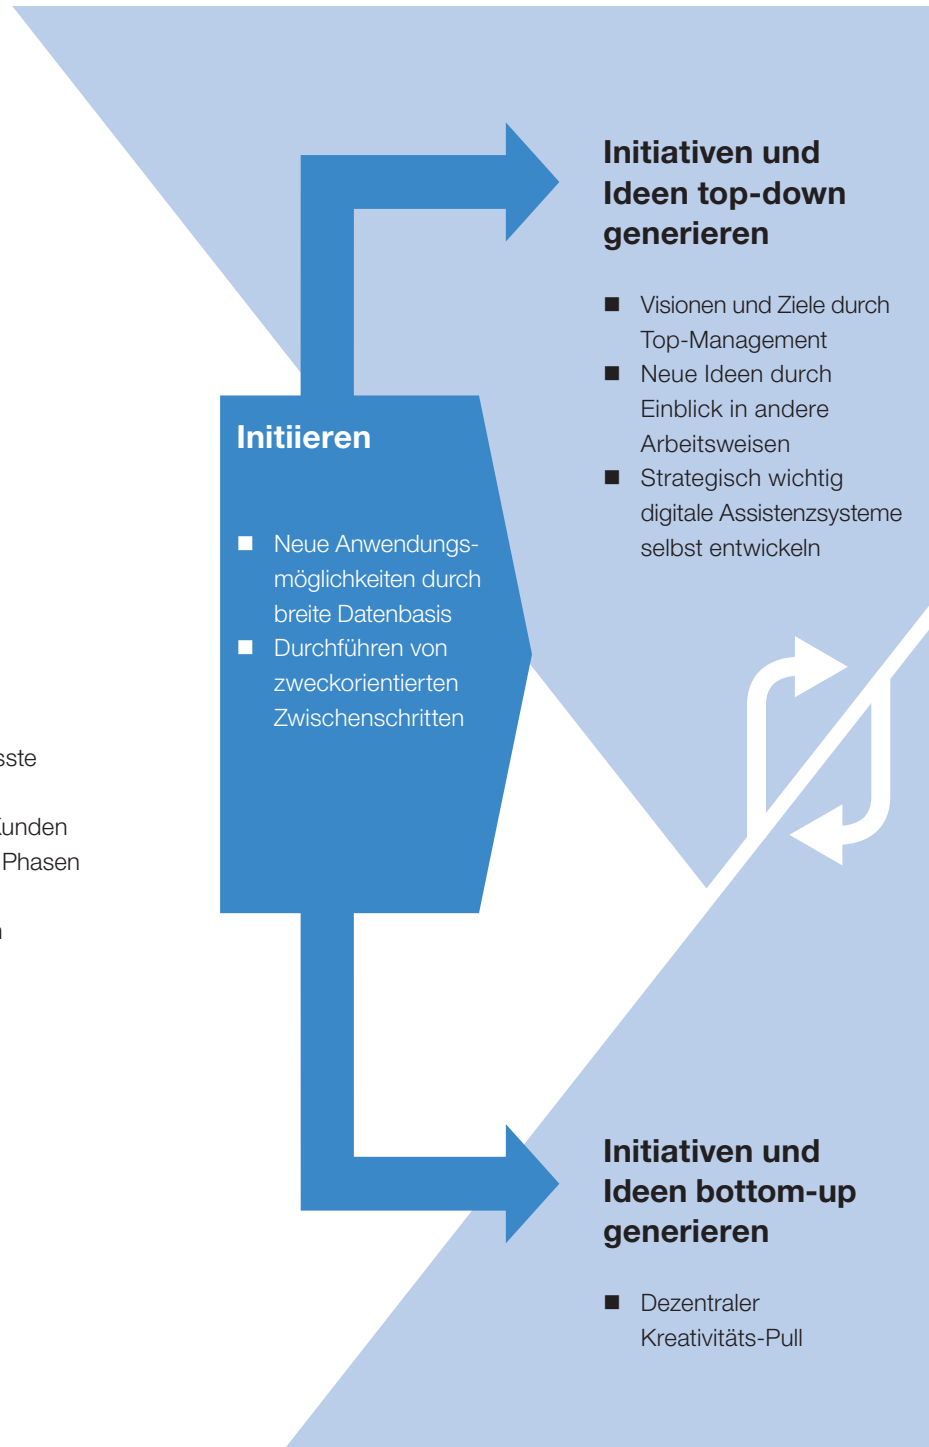 Initiativen und
Ideen top-down
generieren
■ Visionen und Ziele durch
Top-Management
■ Neue Ideen durch
Einblick in andere
Arbeitsweisen
■ Strategisch wichtig
digitale Assistenzsysteme
selbst entwickeln
Initiieren
■ Neue Anwendungs-
möglichkeiten durch
breite Datenbasis
■ Durchführen von
zweckorientierten
Zwischenschritten
Kunden
Phasen
Initiativen und
Ideen bottom-up
generieren
■ Dezentraler
Kreativitäts-Pull